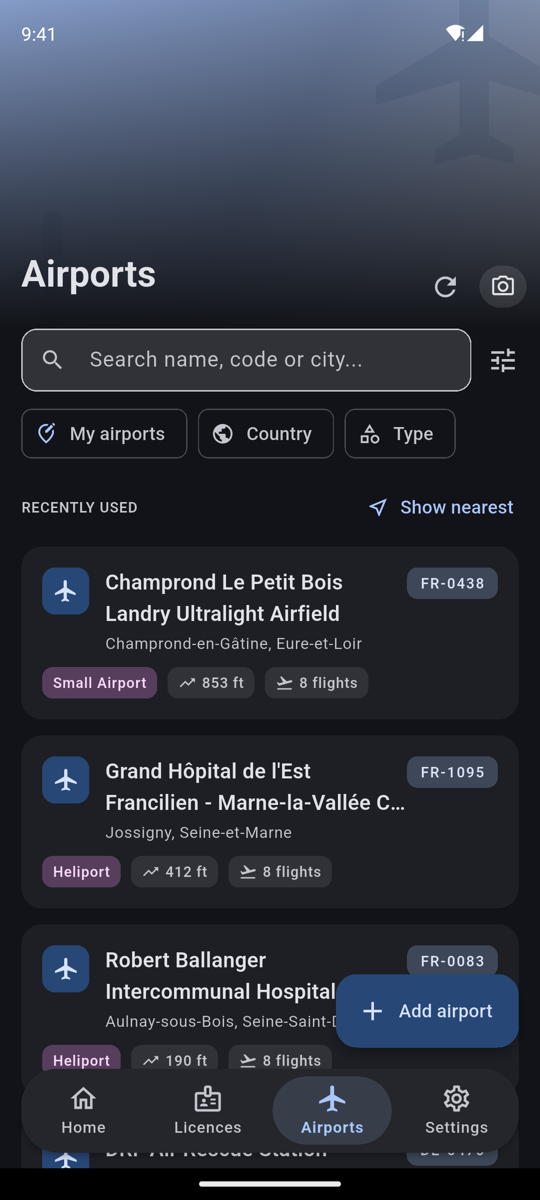 9:41
Airports
Search name, code or city...
My airports
Country
Type
RECENTLY USED
Show nearest
Champrond Le Petit Bois
FR-0438
Landry Ultralight Airfield
Champrond-en-Gâtine, Eure-et-Loir
Small Airport
853 ft
8 flights
Grand Hôpital de l'Est
FR-1095
Francilien - Marne-la-Vallée C...
Jossigny, Seine-et-Marne
Heliport
412 ft
8 flights
Robert Ballanger
FR-0083
Intercommunal Hospital
Aulnay-sous-Bois, Seine-Saint-
Add airport
Heliport
190 ft
8 flights
Home
Licences
Airports
Settings